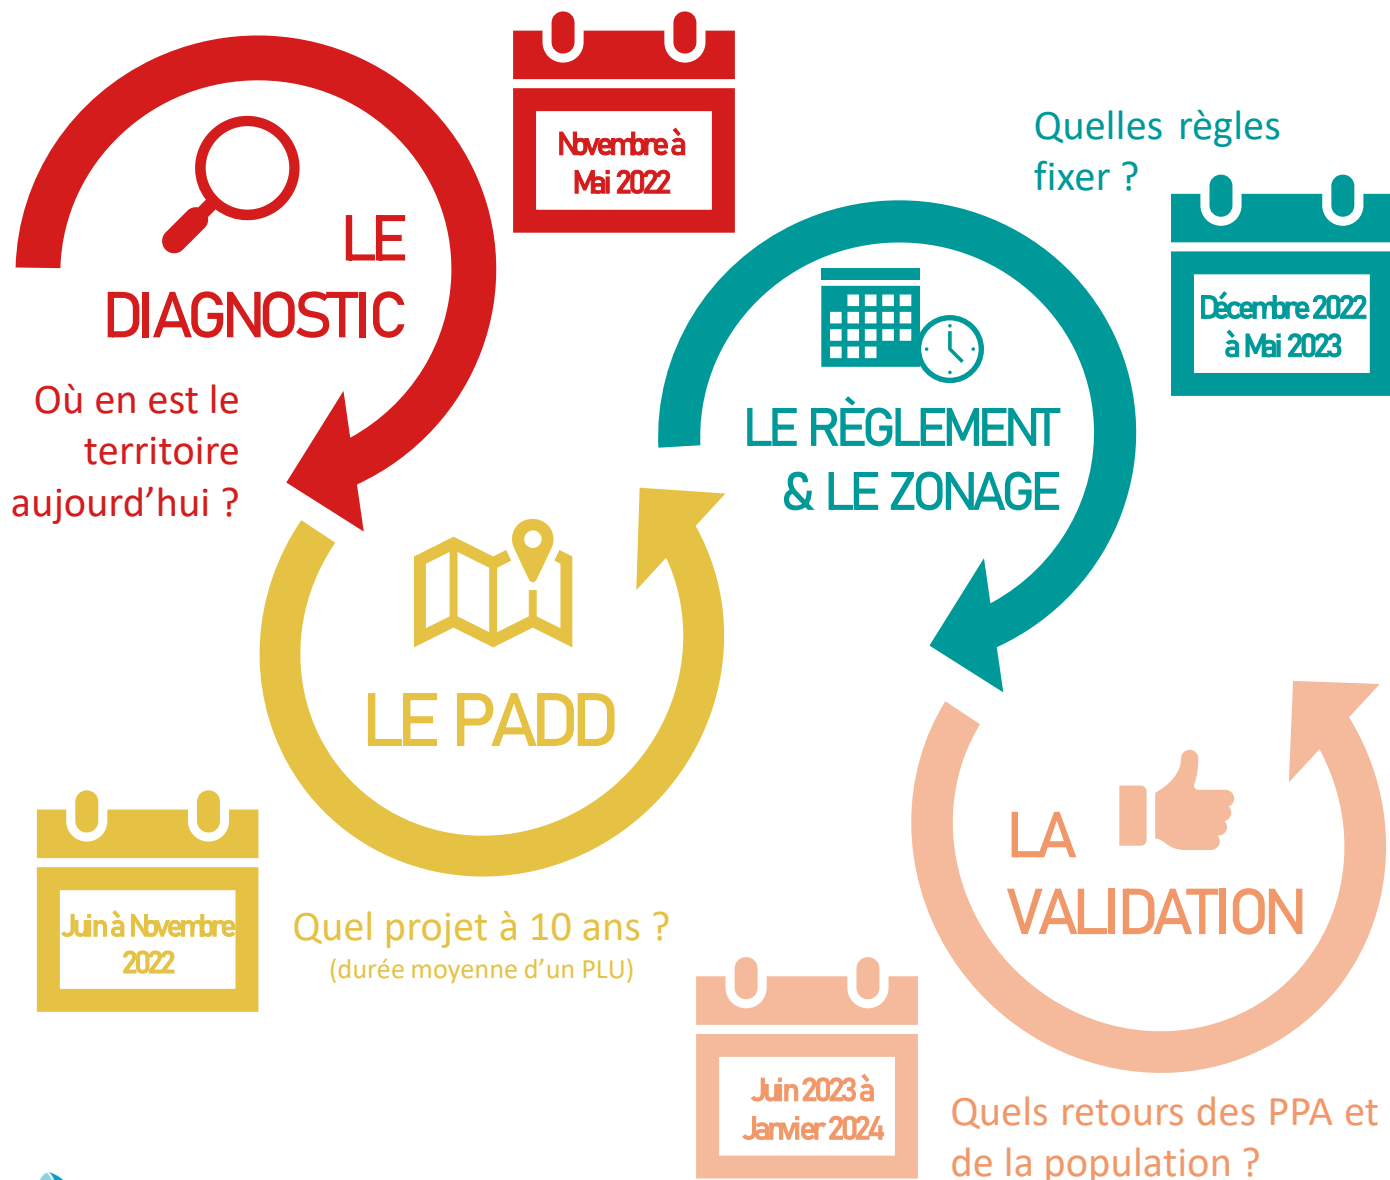 Novembre à
Mai 2022
LE
DIAGNOSTIC
Où en est le
territoire
aujourd’hui ?
LE PADD
Juin à Novembre
2022
Quel projet à 10 ans ?
(durée moyenne d’un PLU)
Quelles règles
fixer ?
Décembre 2022
à Mai 2023
LE RÈGLEMENT
& LE ZONAGE
LA
VALIDATION
Juin 2023 à
Janvier 2024
Quels retours des PPA et
de la population ?